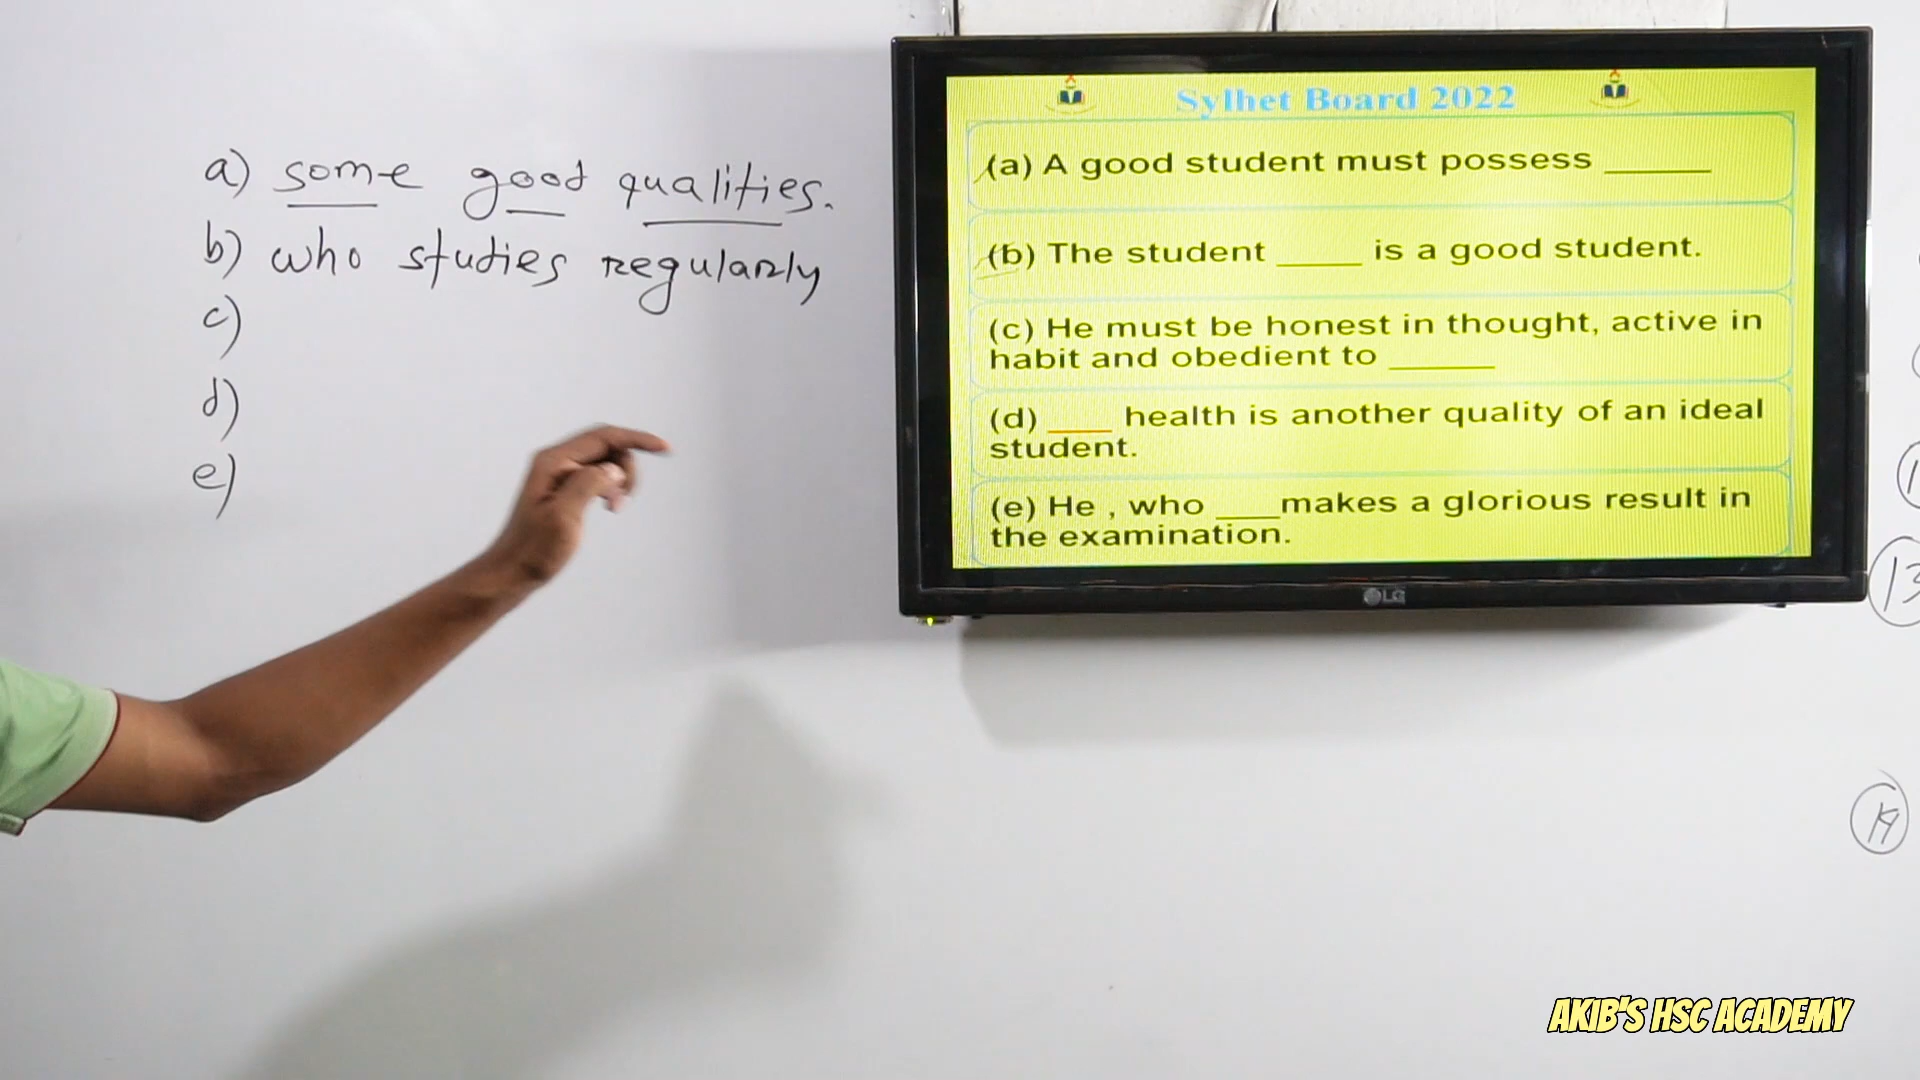 a) some good qualities.
b) who studies regularly
c)
d)
e)
Sylhet Board 2022
(a) A good student must possess ______
(b) The student _____ is a good student.
(c) He must be honest in thought, active in
habit and obedient to ______
(d) ____ health is another quality of an ideal
student.
(e) He , who ____makes a glorious result in
the examination.
LG
13
14
AKIB'S HSC ACADEMY